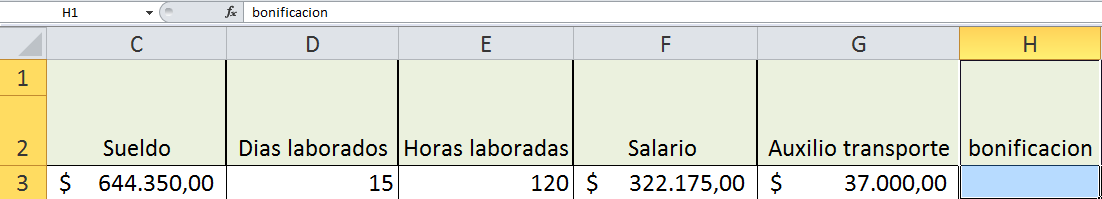 H1 fx bonificacion
C D E F G H
1
2 Sueldo Dias laborados Horas laboradas Salario Auxilio transporte bonificacion
3 $ 644.350,00 15 120 $ 322.175,00 $ 37.000,00